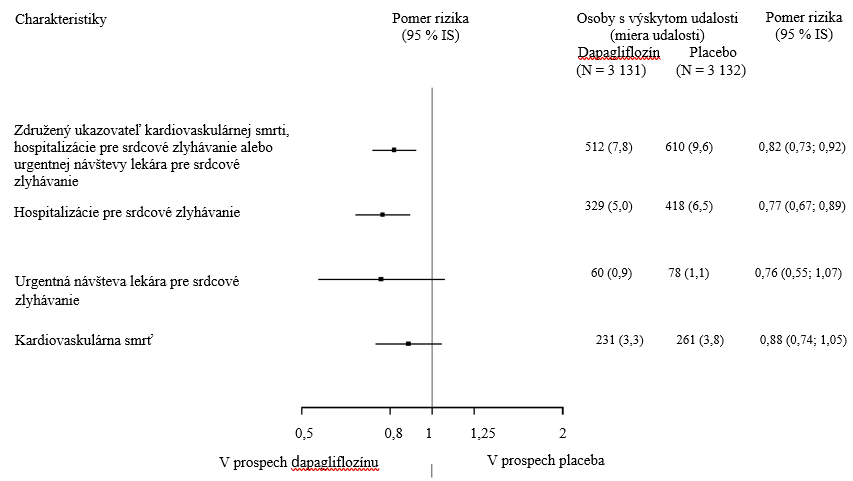 Charakteristiky
Pomer rizika
(95 % IS)
Osoby s výskytom udalosti
(miera udalosti)
Dapagliflozín Placebo
(N = 3 131) (N = 3 132)
Pomer rizika
(95 % IS)
Združený ukazovateľ kardiovaskulárnej smrti,
hospitalizácie pre srdcové zlyhávanie alebo
urgentnej návštevy lekára pre srdcové
zlyhávanie
512 (7,8) 610 (9,6) 0,82 (0,73; 0,92)
Hospitalizácie pre srdcové zlyhávanie
329 (5,0) 418 (6,5) 0,77 (0,67; 0,89)
Urgentná návšteva lekára pre srdcové
zlyhávanie
60 (0,9) 78 (1,1) 0,76 (0,55; 1,07)
Kardiovaskulárna smrť
231 (3,3) 261 (3,8) 0,88 (0,74; 1,05)
0,5 0,8 1 1,25 2
V prospech dapagliflozínu V prospech placeba